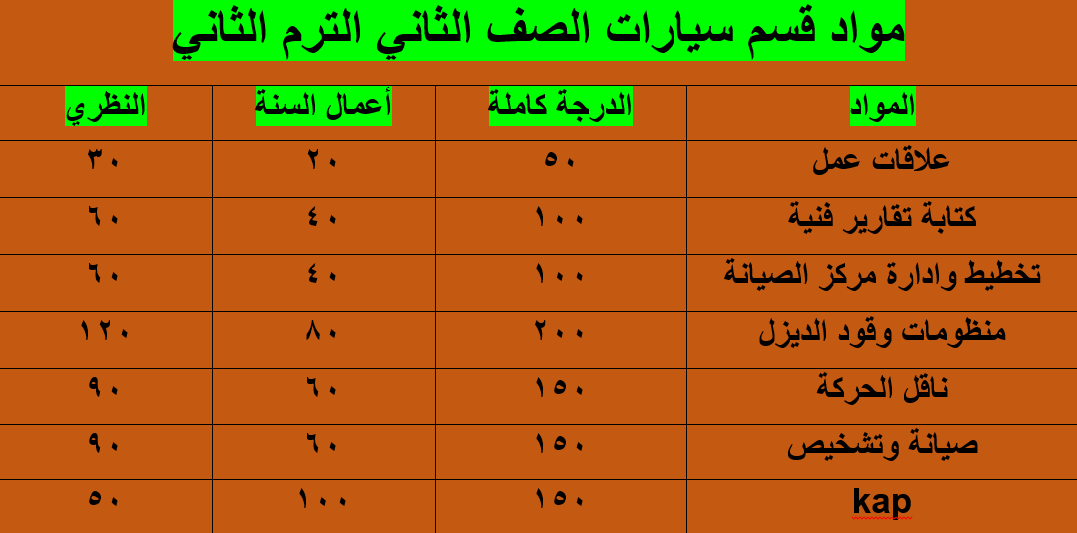 مواد قسم سيارات الصف الثاني الترم الثاني
المواد الدرجة كاملة أعمال السنة النظري
علاقات عمل ٥٠ ٢٠ ٣٠
كتابة تقارير فنية ١٠٠ ٤٠ ٦٠
تخطيط وادارة مركز الصيانة ١٠٠ ٤٠ ٦٠
منظومات وقود الديزل ٢٠٠ ٨٠ ١٢٠
ناقل الحركة ١٥٠ ٦٠ ٩٠
صيانة وتشخيص ١٥٠ ٦٠ ٩٠
kap ١٥٠ ١٠٠ ٥٠